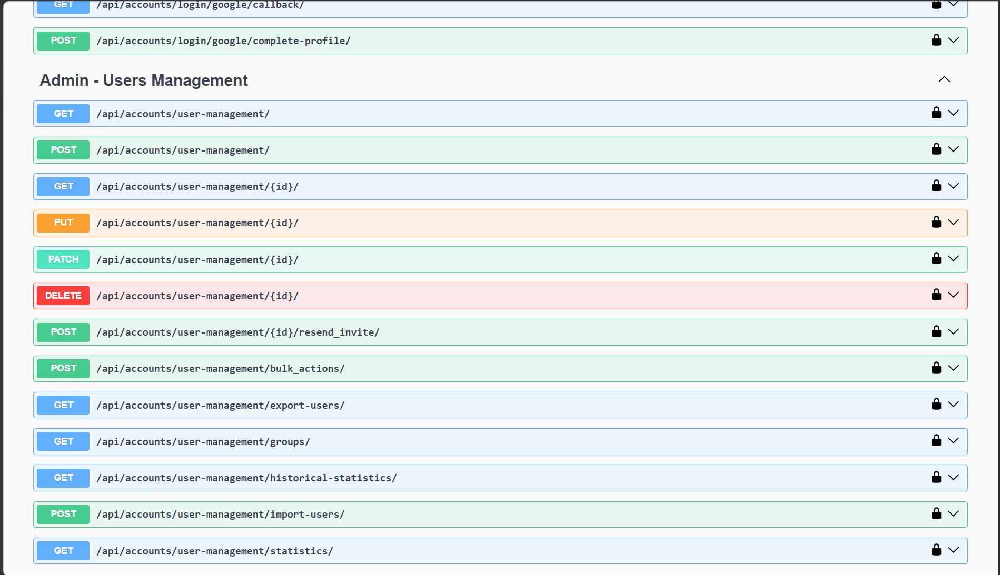 GET /api/accounts/login/google/callback/
POST /api/accounts/login/google/complete-profile/
Admin - Users Management
GET /api/accounts/user-management/
POST /api/accounts/user-management/
GET /api/accounts/user-management/{id}/
PUT /api/accounts/user-management/{id}/
PATCH /api/accounts/user-management/{id}/
DELETE /api/accounts/user-management/{id}/
POST /api/accounts/user-management/{id}/resend_invite/
POST /api/accounts/user-management/bulk_actions/
GET /api/accounts/user-management/export-users/
GET /api/accounts/user-management/groups/
GET /api/accounts/user-management/historical-statistics/
POST /api/accounts/user-management/import-users/
GET /api/accounts/user-management/statistics/